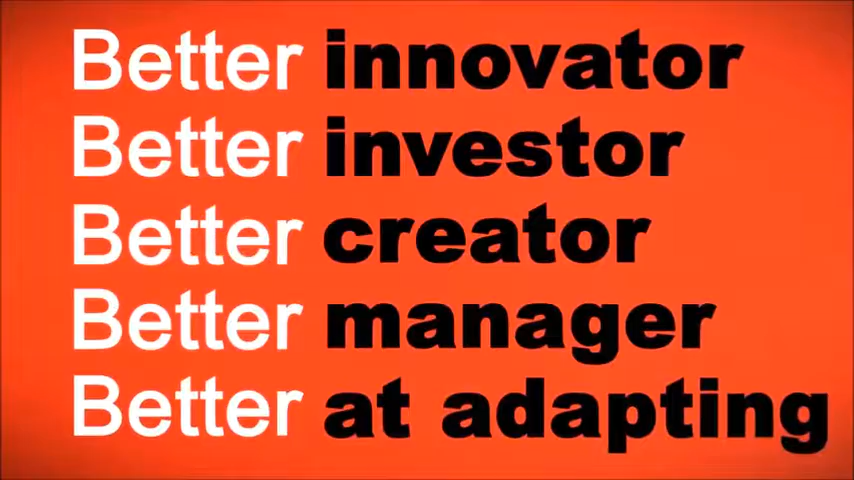 Better innovator
Better investor
Better creator
Better manager
Better at adapting